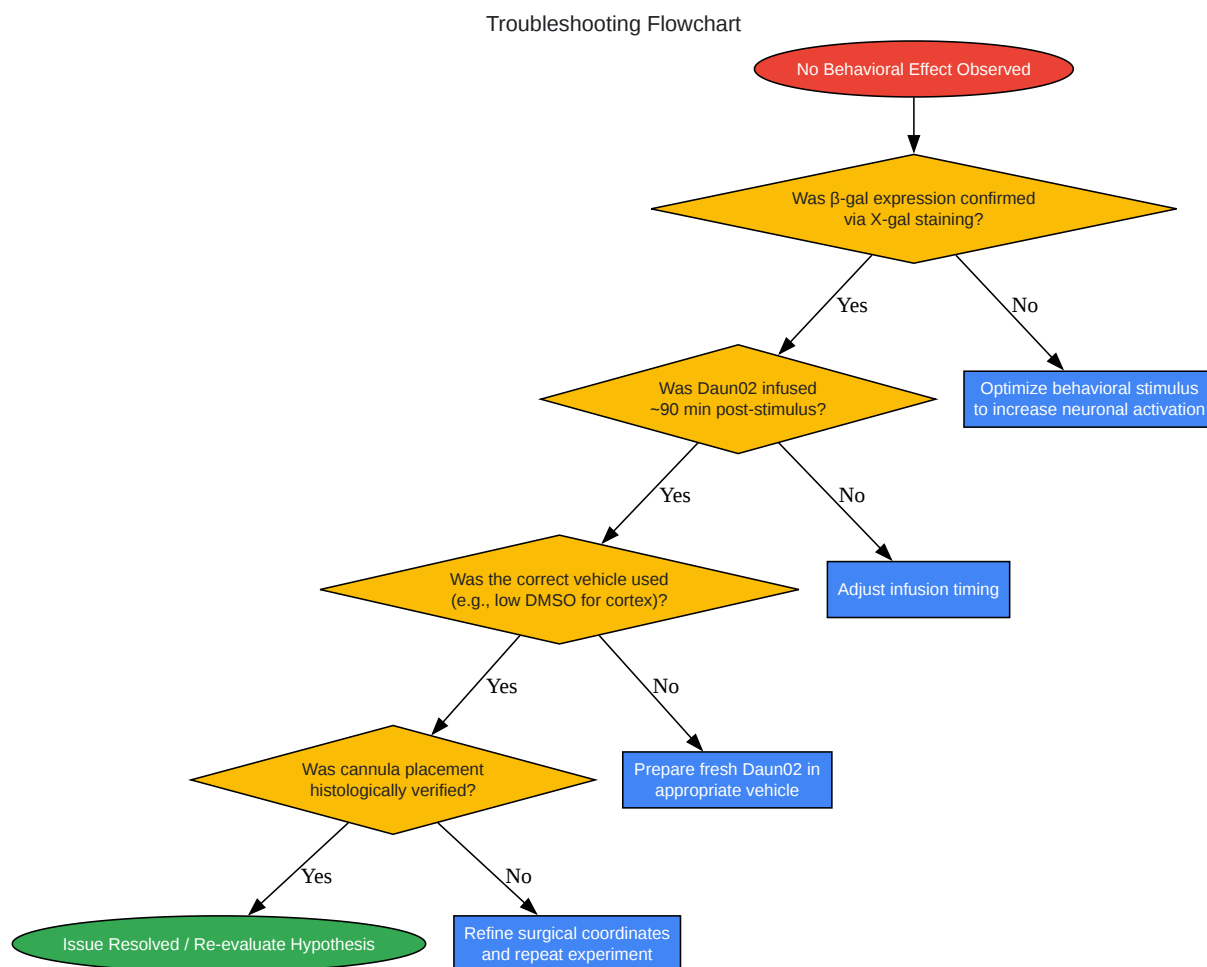 Troubleshooting Flowchart
No Behavioral Effect Observed
Was β-gal expression confirmed
via X-gal staining?
Yes
No
Was Daun02 infused
~90 min post-stimulus?
Optimize behavioral stimulus
to increase neuronal activation
Yes
No
Was the correct vehicle used
(e.g., low DMSO for cortex)?
Adjust infusion timing
Yes
No
Was cannula placement
histologically verified?
Prepare fresh Daun02 in
appropriate vehicle
Yes
No
Issue Resolved / Re-evaluate Hypothesis
Refine surgical coordinates
and repeat experiment